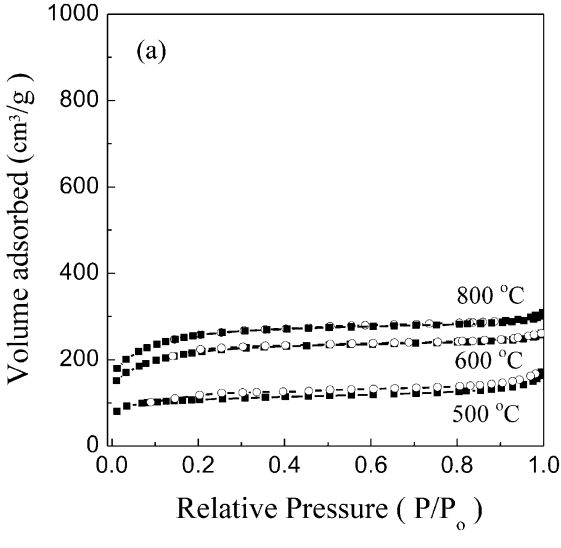 (a)
Volume adsorbed (cm³/g)
1000
800
600
400
200
0
800 °C
600 °C
500 °C
0.0 0.2 0.4 0.6 0.8 1.0
Relative Pressure ( P/Pₒ )